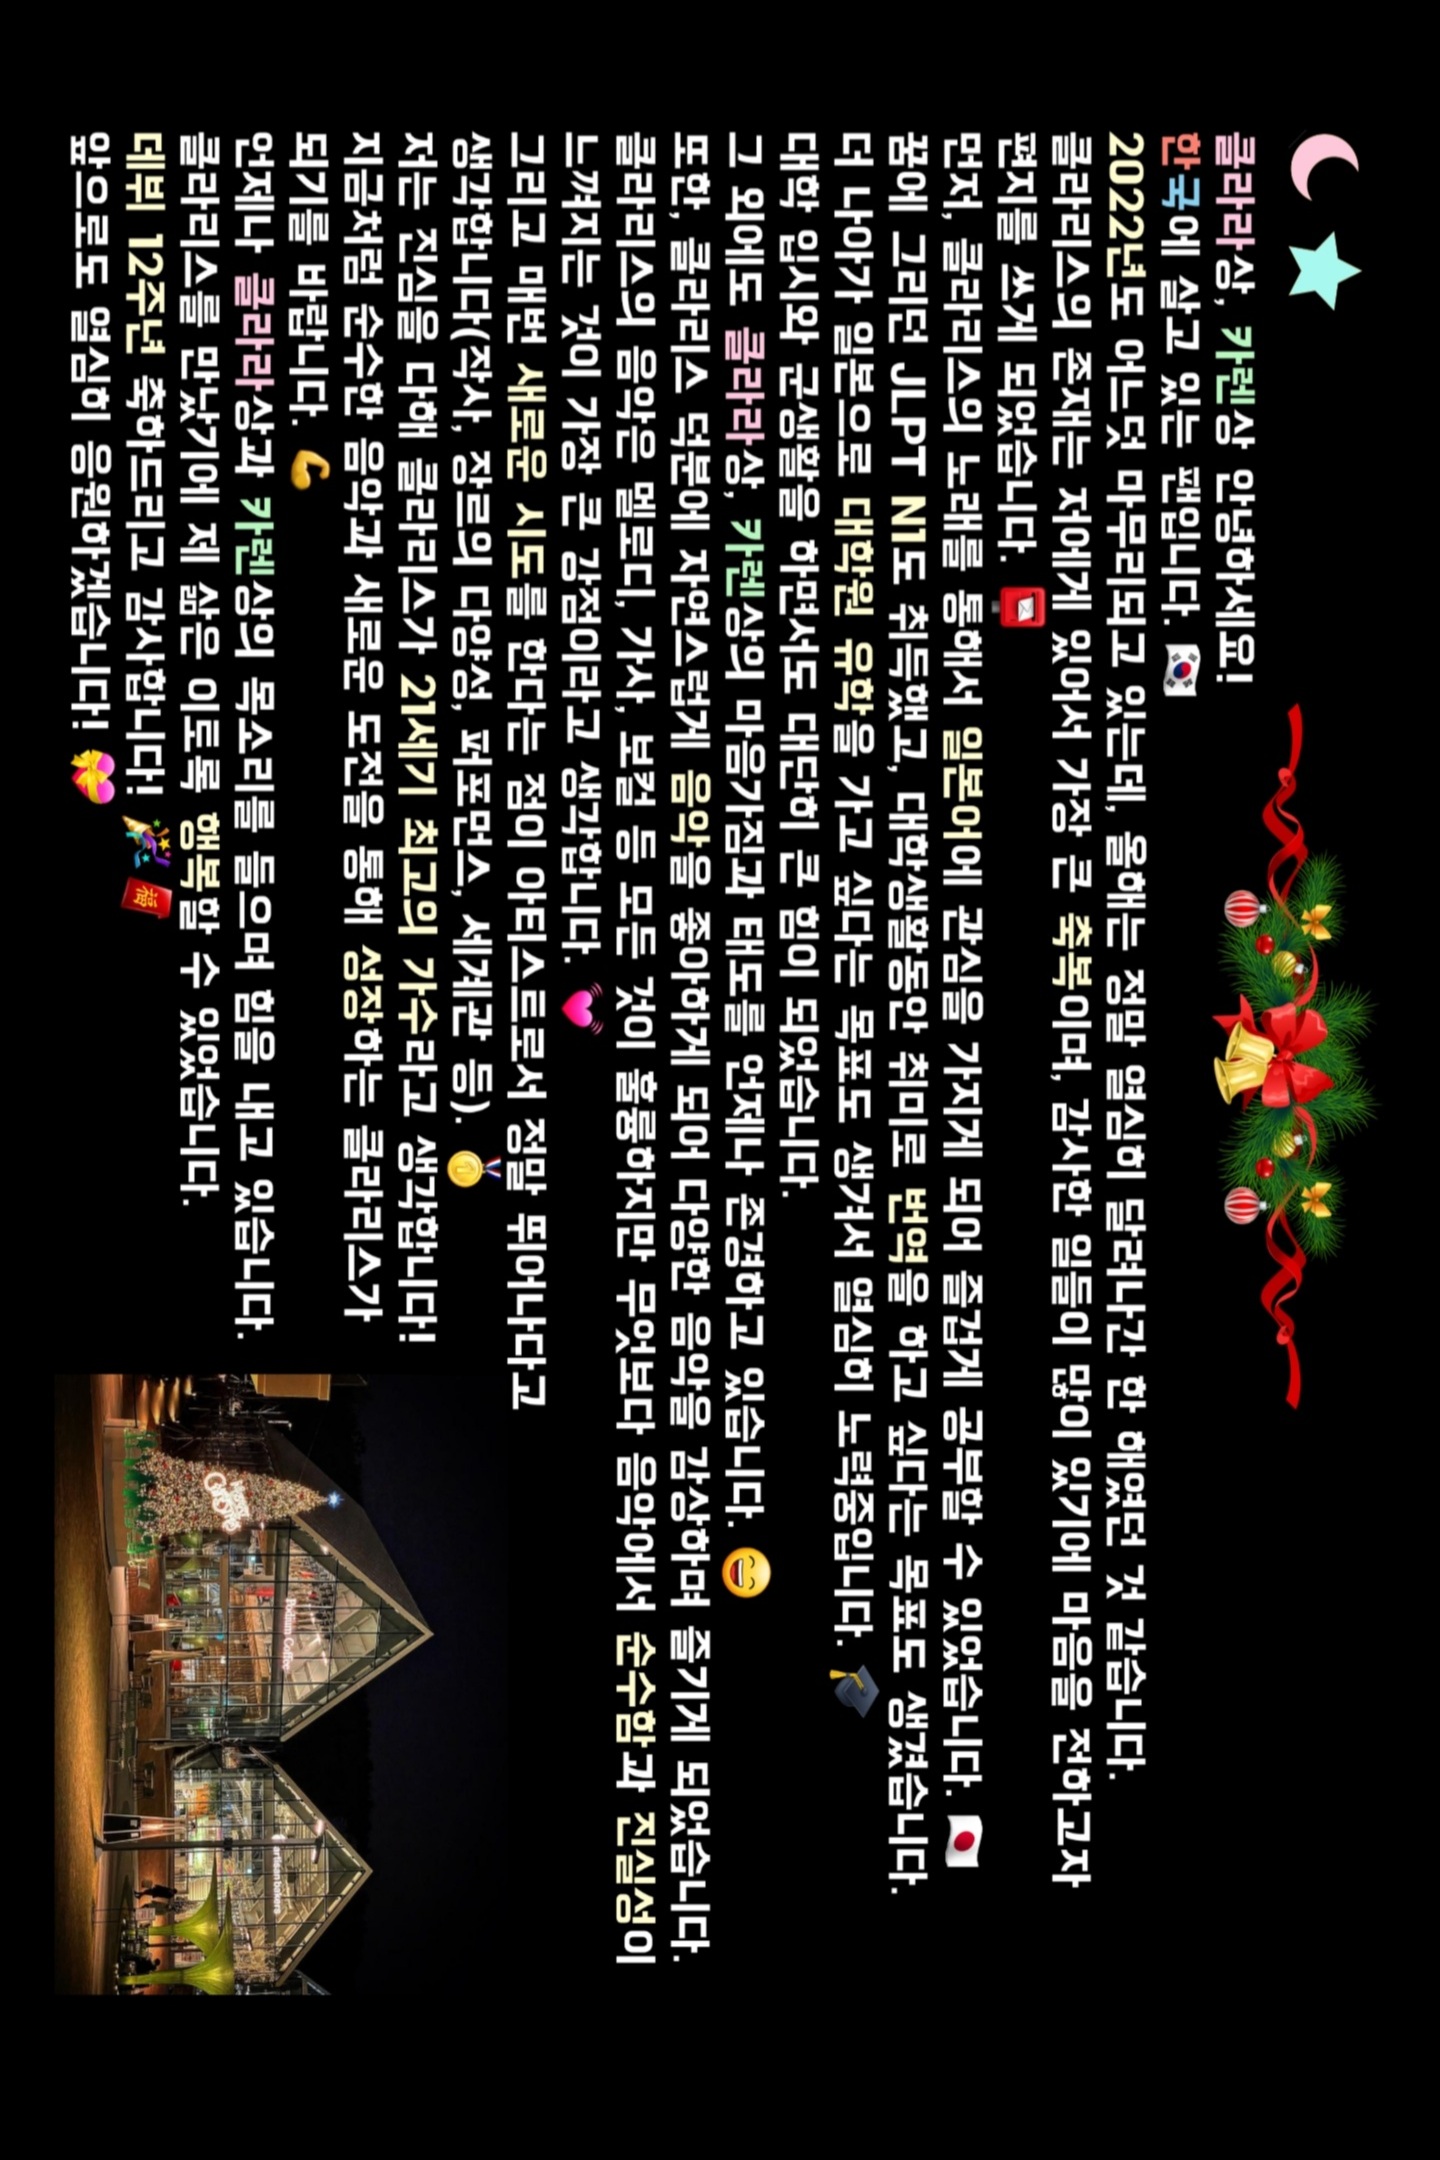 클라라상, 카렌상 안녕하세요!
한국에 살고 있는 팬입니다.
2022년도 어느덧 마무리되고 있는데, 올해는 정말 열심히 달려나간 한 해였던 것 같습니다.
클라리스의 존재는 저에게 있어서 가장 큰 축복이며, 감사한 일들이 많이 있기에 마음을 전하고자
편지를 쓰게 되었습니다.
먼저, 클라리스의 노래를 통해서 일본어에 관심을 가지게 되어 즐겁게 공부할 수 있었습니다.
꿈에 그리던 JLPT N1도 취득했고, 대학생활동안 취미로 번역을 하고 싶다는 목표도 생겼습니다.
더 나아가 일본으로 대학원 유학을 가고 싶다는 목표도 생겨서 열심히 노력중입니다.
대학 입시와 군생활을 하면서도 대단히 큰 힘이 되었습니다.
그 외에도 클라라상, 카렌상의 마음가짐과 태도를 언제나 존경하고 있습니다.
또한, 클라리스 덕분에 자연스럽게 음악을 좋아하게 되어 다양한 음악을 감상하며 즐기게 되었습니다.
클라리스의 음악은 멜로디, 가사, 보컬 등 모든 것이 훌륭하지만 무엇보다 음악에서 순수함과 진실성이
느껴지는 것이 가장 큰 강점이라고 생각합니다.
그리고 매번 새로운 시도를 한다는 점이 아티스트로서 정말 뛰어나다고
생각합니다(작사, 장르의 다양성, 퍼포먼스, 세계관 등).
저는 진심을 다해 클라리스가 21세기 최고의 가수라고 생각합니다!
지금처럼 순수한 음악과 새로운 도전을 통해 성장하는 클라리스가
되기를 바랍니다.
언제나 클라라상과 카렌상의 목소리를 들으며 힘을 내고 있습니다.
클라리스를 만났기에 제 삶은 이토록 행복할 수 있었습니다.
데뷔 12주년 축하드리고 감사합니다!
福
앞으로도 열심히 응원하겠습니다!
Podium Coffee
artisan bakers
Merry